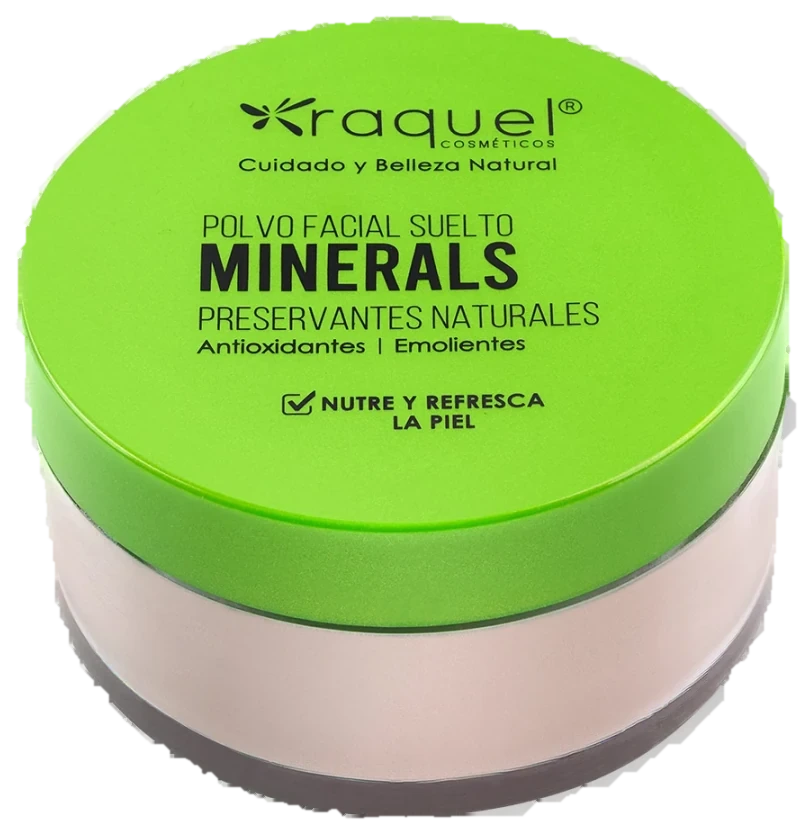 raquel®
COSMÉTICOS
Cuidado y Belleza Natural
POLVO FACIAL SUELTO
MINERALS
PRESERVANTES NATURALES
Antioxidantes | Emolientes
NUTRE Y REFRESCA
LA PIEL